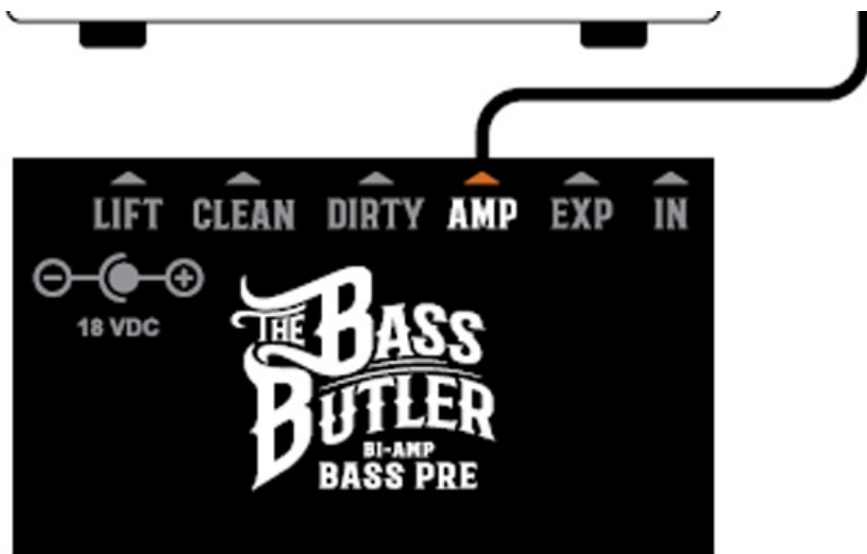 LIFT CLEAN DIRTY AMP EXP IN
18 VDC
THE BASS
BUTLER
BI-AMP
BASS PRE